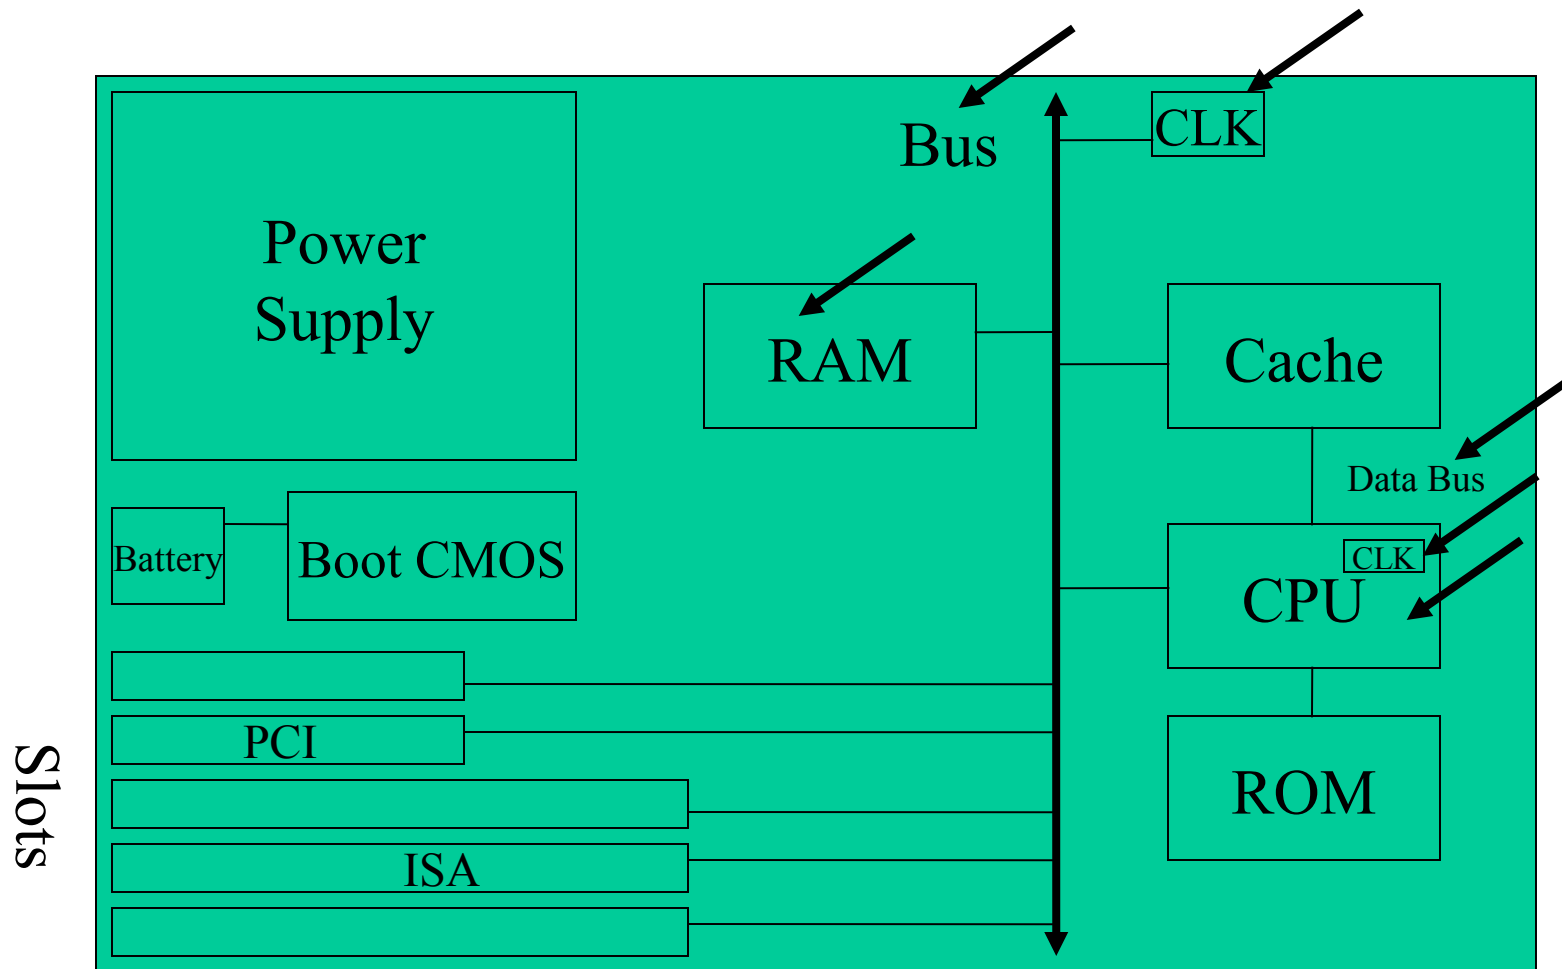 Bus
CLK
Power
Supply
RAM
Cache
Data Bus
Battery
Boot CMOS
CLK
CPU
PCI
Slots
ROM
ISA